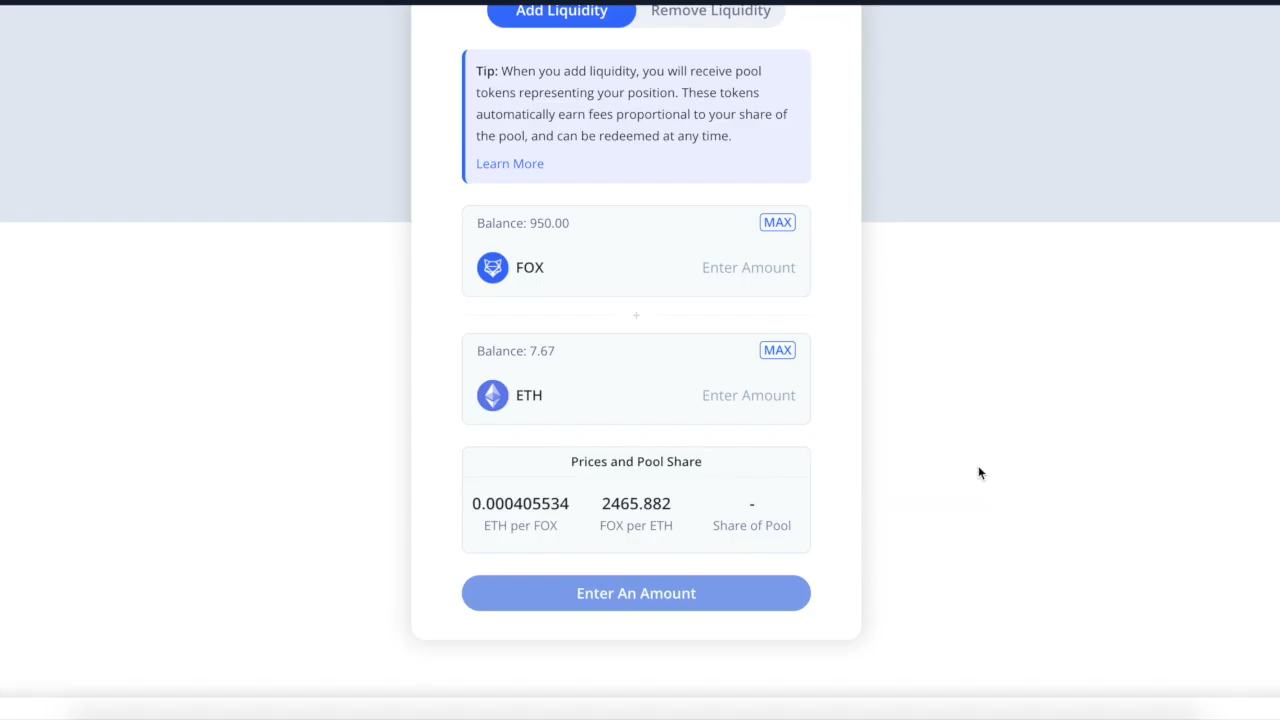 Add Liquidity Remove Liquidity
Tip: When you add liquidity, you will receive pool
tokens representing your position. These tokens
automatically earn fees proportional to your share of
the pool, and can be redeemed at any time.
Learn More
Balance: 950.00 MAX
FOX Enter Amount
+
Balance: 7.67 MAX
ETH Enter Amount
Prices and Pool Share
0.000405534 2465.882 -
ETH per FOX FOX per ETH Share of Pool
Enter An Amount